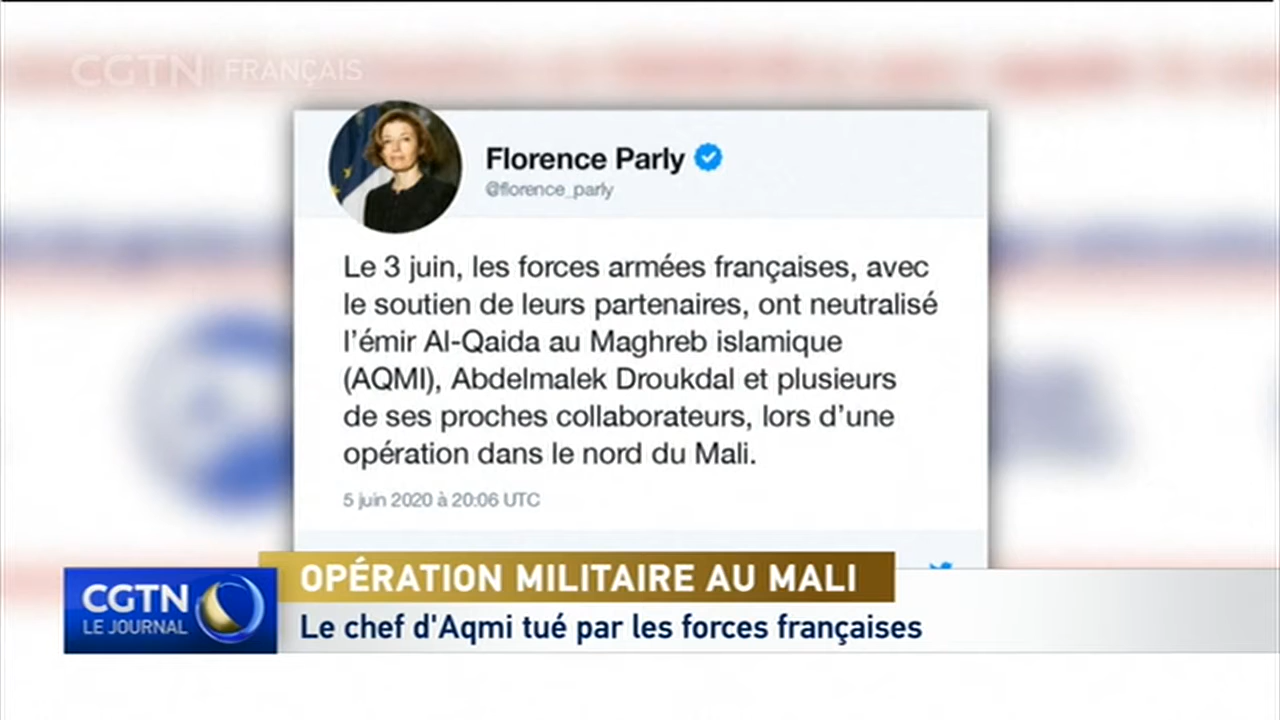 CGTN FRANÇAIS
Florence Parly
@florence_parly
Le 3 juin, les forces armées françaises, avec
le soutien de leurs partenaires, ont neutralisé
l’émir Al-Qaida au Maghreb islamique
(AQMI), Abdelmalek Droukdal et plusieurs
de ses proches collaborateurs, lors d’une
opération dans le nord du Mali.
5 juin 2020 à 20:06 UTC
OPÉRATION MILITAIRE AU MALI
CGTN
LE JOURNAL
Le chef d'Aqmi tué par les forces françaises